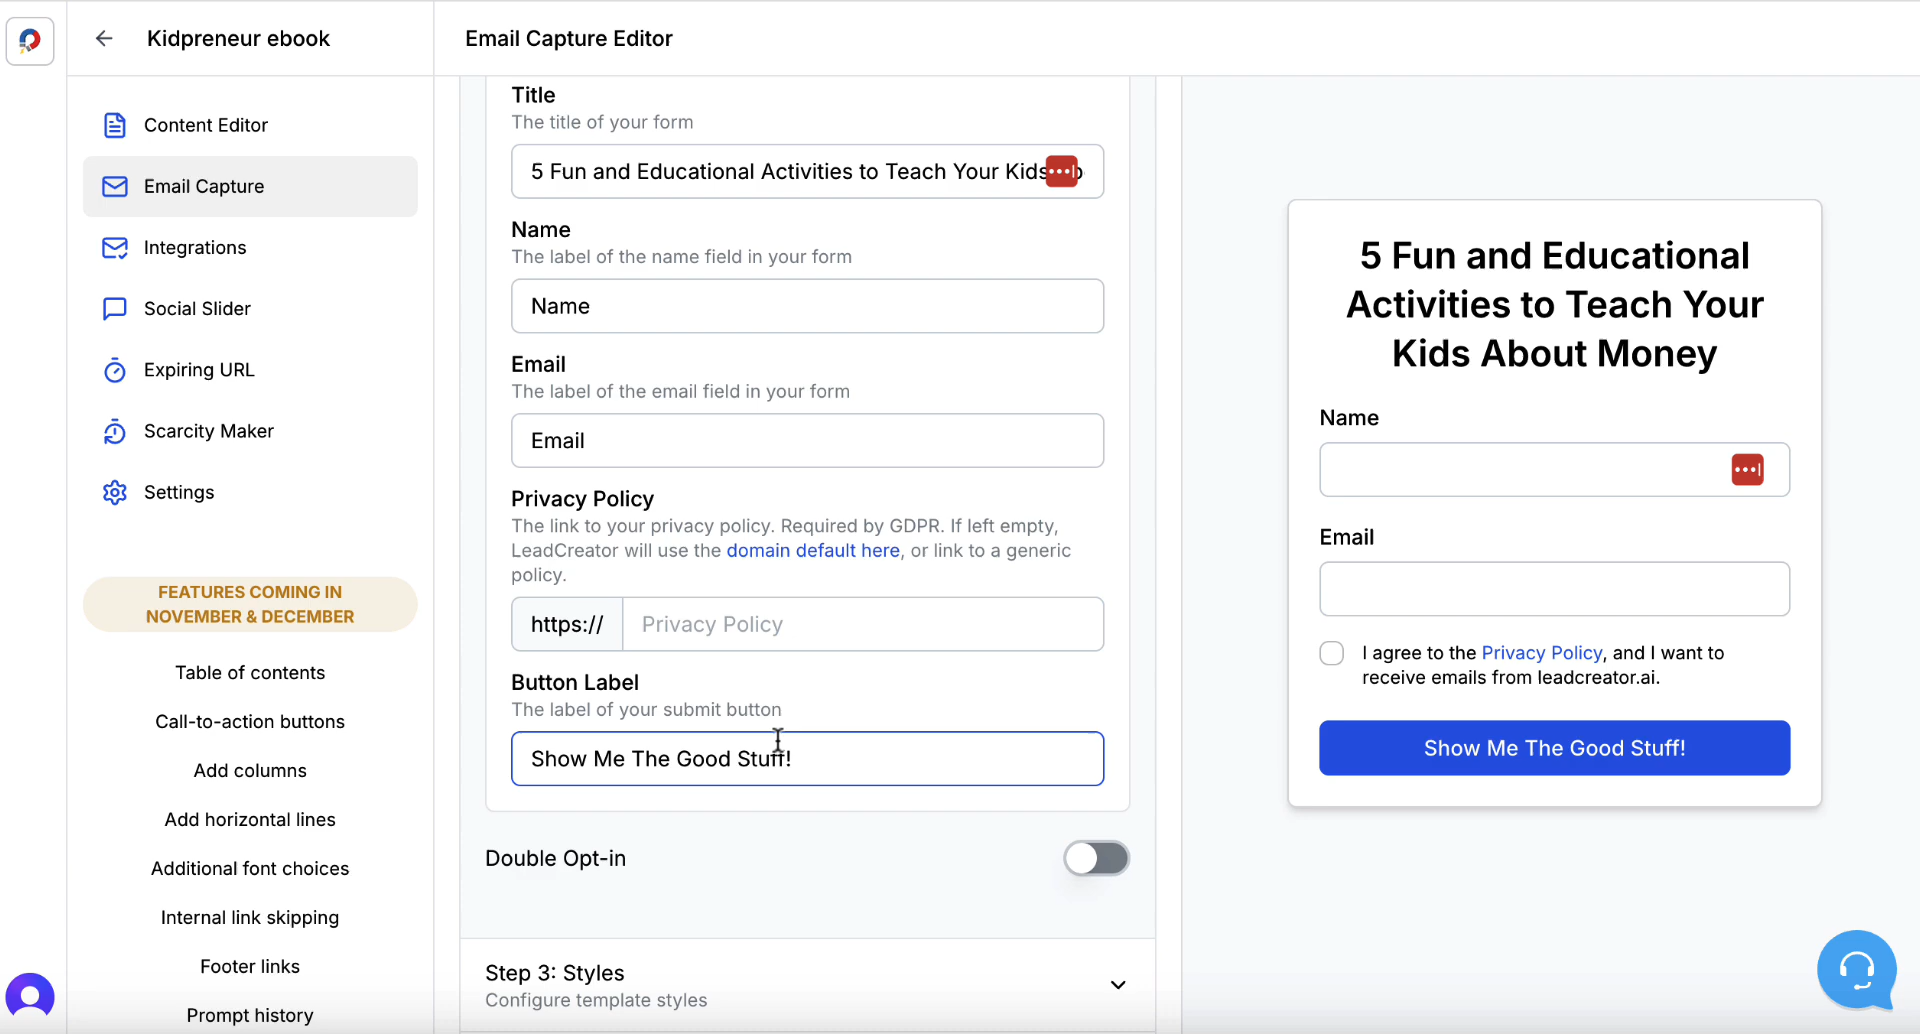 Kidpreneur ebook
Email Capture Editor
Content Editor
Email Capture
Integrations
Social Slider
Expiring URL
Scarcity Maker
Settings
FEATURES COMING IN
NOVEMBER & DECEMBER
Table of contents
Call-to-action buttons
Add columns
Add horizontal lines
Additional font choices
Internal link skipping
Footer links
Prompt history
Title
The title of your form
5 Fun and Educational Activities to Teach Your Kids
Name
The label of the name field in your form
Name
Email
The label of the email field in your form
Email
Privacy Policy
The link to your privacy policy. Required by GDPR. If left empty,
LeadCreator will use the domain default here, or link to a generic
policy.
https:// Privacy Policy
Button Label
The label of your submit button
Show Me The Good Stuff!
Double Opt-in
Step 3: Styles
Configure template styles
5 Fun and Educational
Activities to Teach Your
Kids About Money
Name
Email
I agree to the Privacy Policy, and I want to
receive emails from leadcreator.ai.
Show Me The Good Stuff!